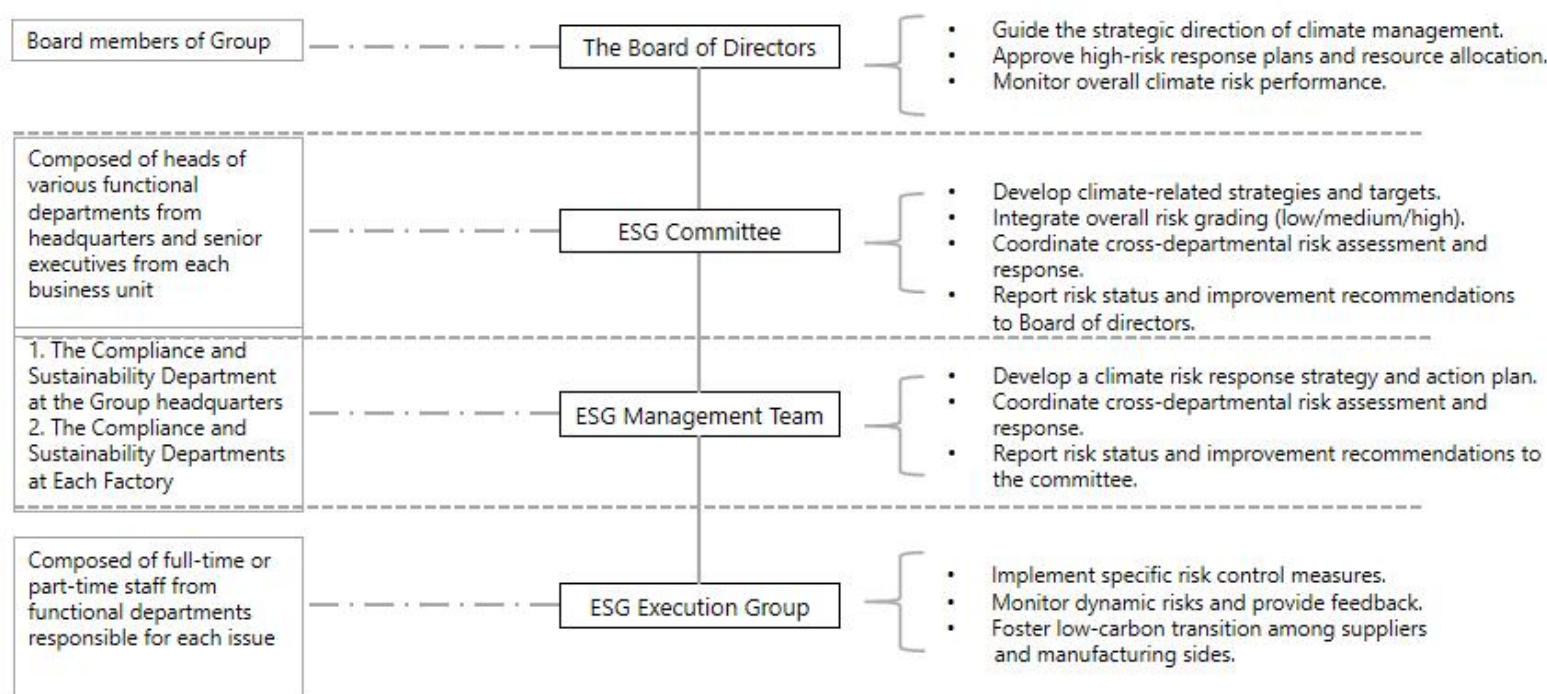 Board members of Group
The Board of Directors
• Guide the strategic direction of climate management.
• Approve high-risk response plans and resource allocation.
• Monitor overall climate risk performance.
Composed of heads of
various functional
departments from
headquarters and senior
executives from each
business unit
ESG Committee
• Develop climate-related strategies and targets.
• Integrate overall risk grading (low/medium/high).
• Coordinate cross-departmental risk assessment and
response.
• Report risk status and improvement recommendations
to Board of directors.
1. The Compliance and
Sustainability Department
at the Group headquarters
2. The Compliance and
Sustainability Departments
at Each Factory
ESG Management Team
• Develop a climate risk response strategy and action plan.
• Coordinate cross-departmental risk assessment and
response.
• Report risk status and improvement recommendations to
the committee.
Composed of full-time or
part-time staff from
functional departments
responsible for each issue
ESG Execution Group
• Implement specific risk control measures.
• Monitor dynamic risks and provide feedback.
• Foster low-carbon transition among suppliers
and manufacturing sides.